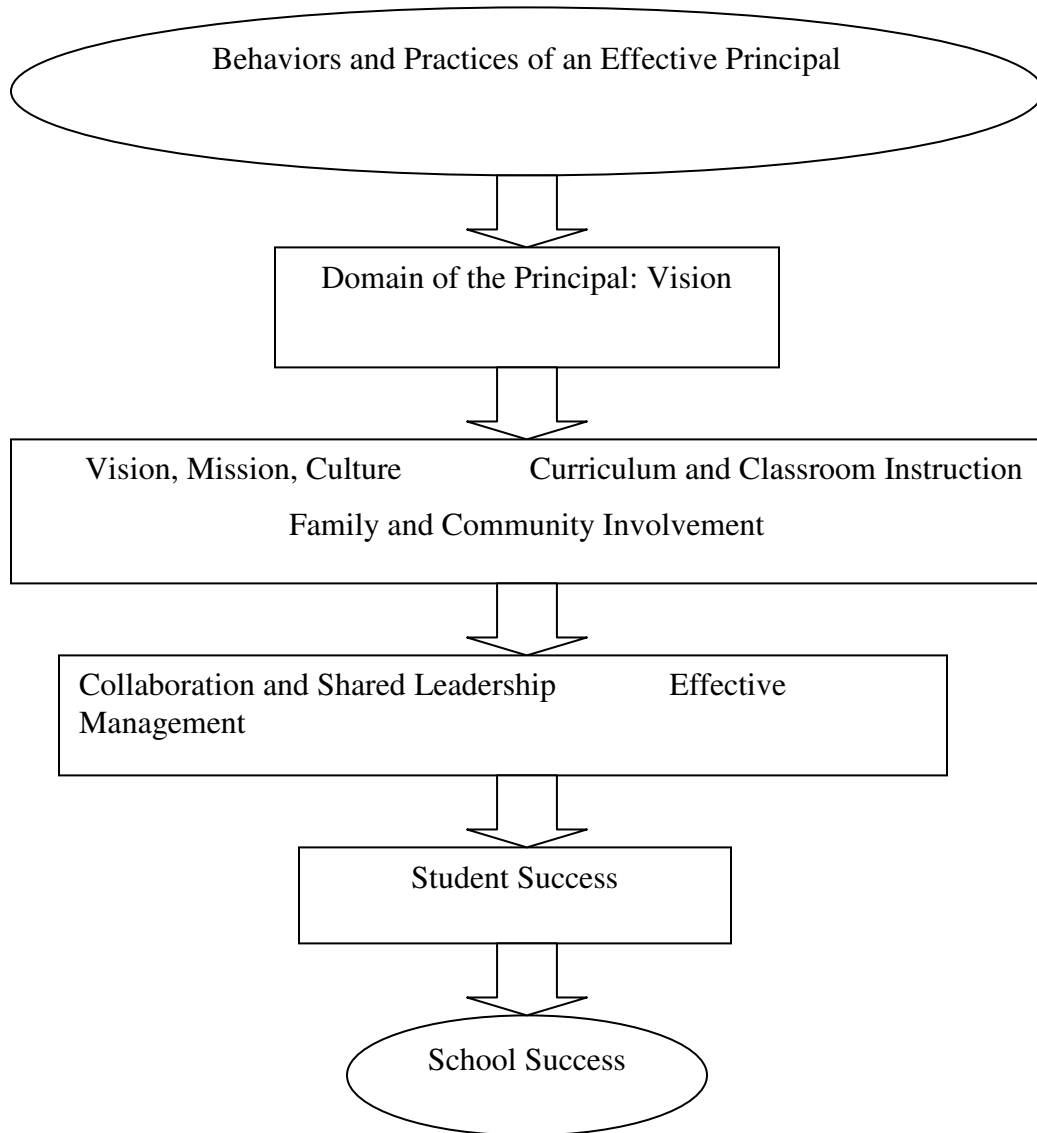 Behaviors and Practices of an Effective Principal
Domain of the Principal: Vision
Vision, Mission, Culture Curriculum and Classroom Instruction
Family and Community Involvement
Collaboration and Shared Leadership Effective
Management
Student Success
School Success